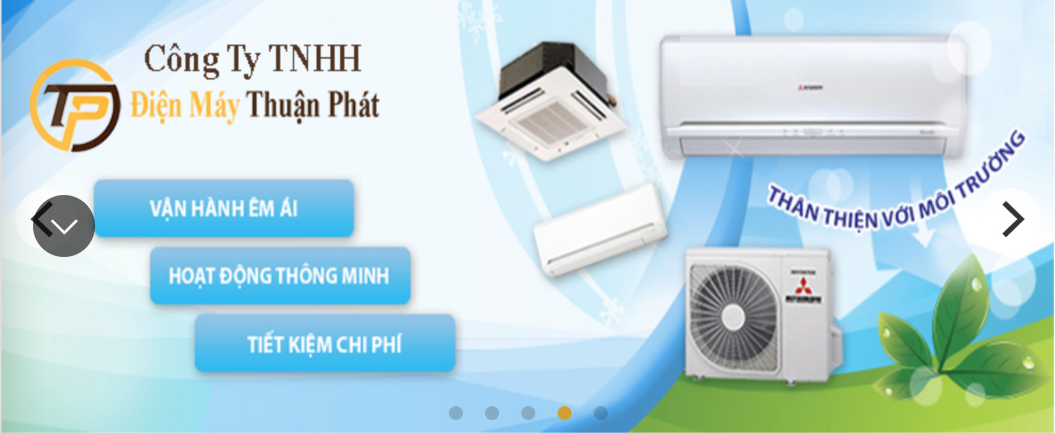 Công Ty TNHH
TP
Điện Máy Thuận Phát
VẬN HÀNH ÊM ÁI
HOẠT ĐỘNG THÔNG MINH
TIẾT KIỆM CHI PHÍ
THÂN THIỆN VỚI MÔI TRƯỜNG